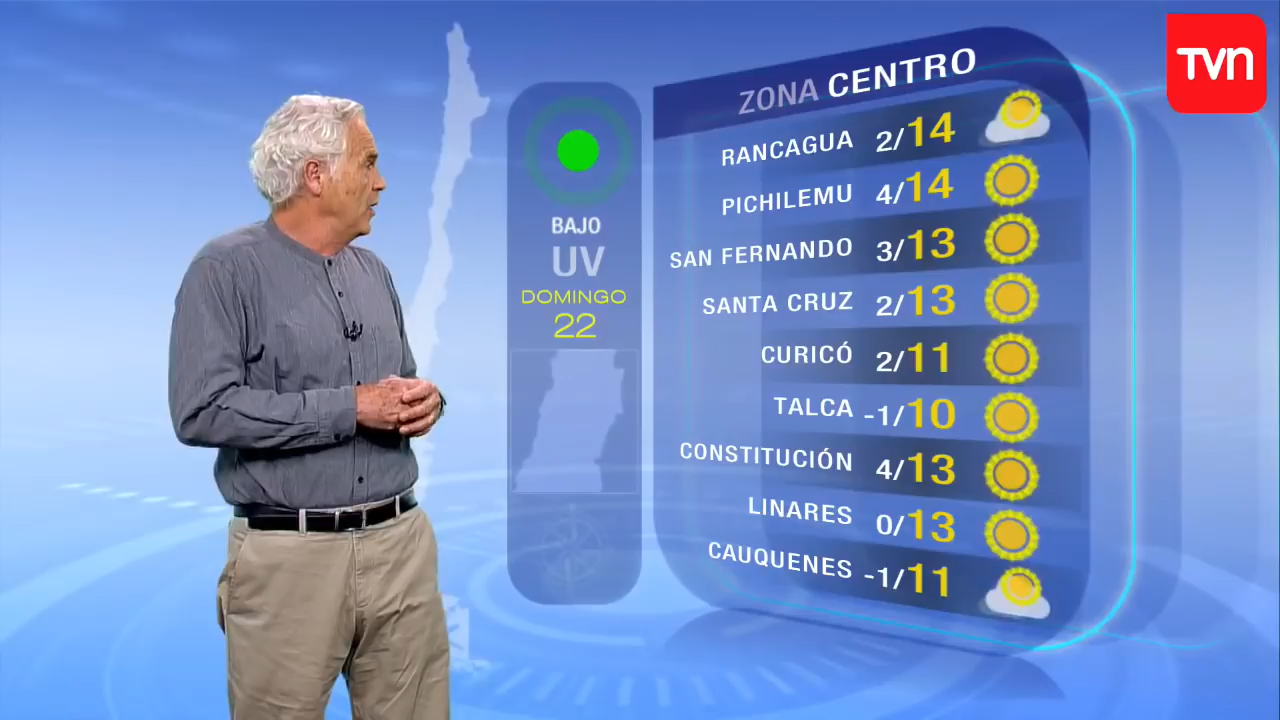 TVN
ZONA CENTRO
RANCAGUA 2/14
PICHILEMU 4/14
SAN FERNANDO 3/13
SANTA CRUZ 2/13
CURICÓ 2/11
TALCA -1/10
CONSTITUCIÓN 4/13
LINARES 0/13
CAUQUENES -1/11
BAJO
UV
DOMINGO
22